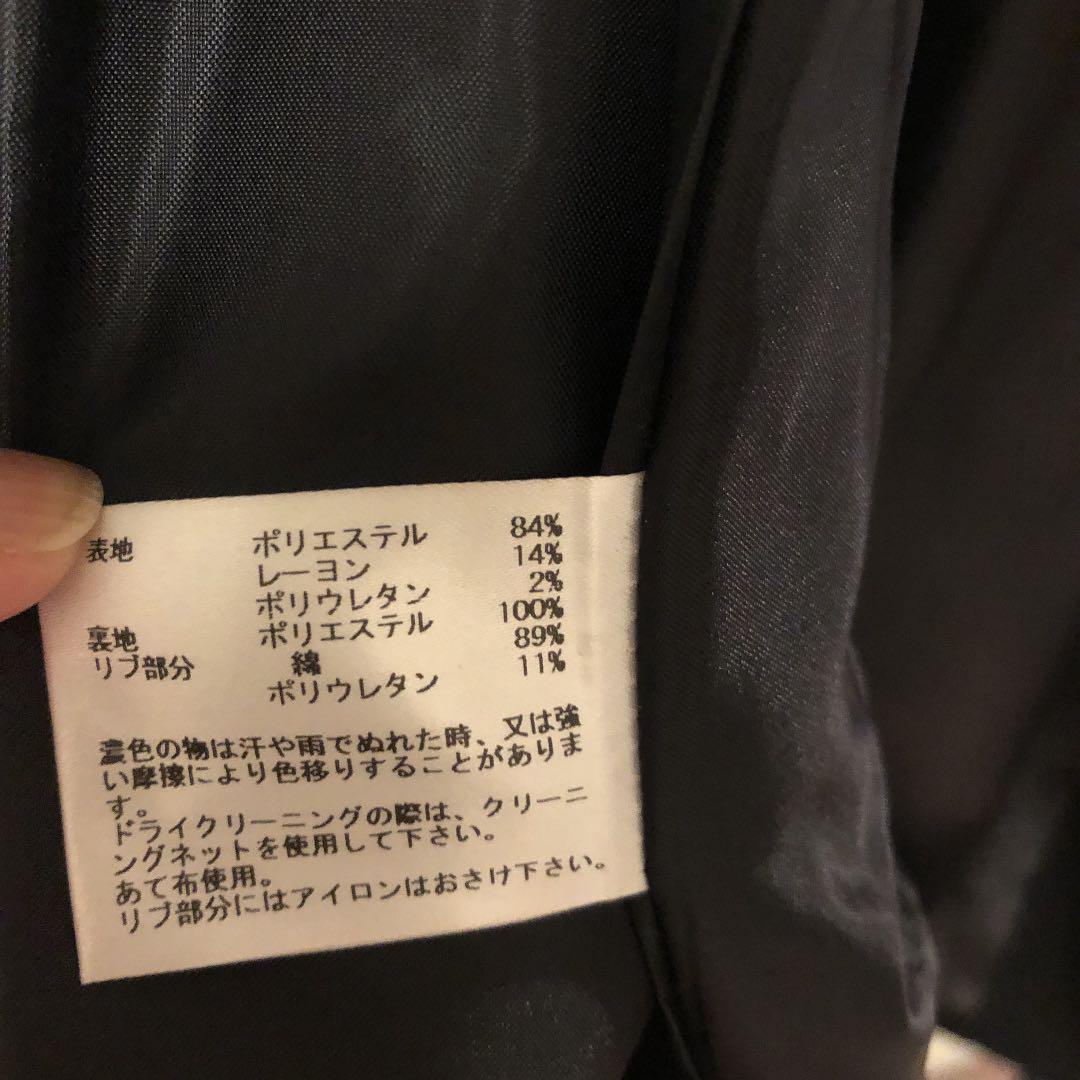 表地 ポリエステル 84%
レーヨン 14%
ポリウレタン 2%
裏地 ポリエステル 100%
リブ部分 綿 89%
ポリウレタン 11%
濃色の物は汗や雨でぬれた時、又は強
い摩擦により色移りすることがありま
す。
ドライクリーニングの際は、クリーニ
ングネットを使用して下さい。
あて布使用。
リブ部分にはアイロンはおさけ下さい。